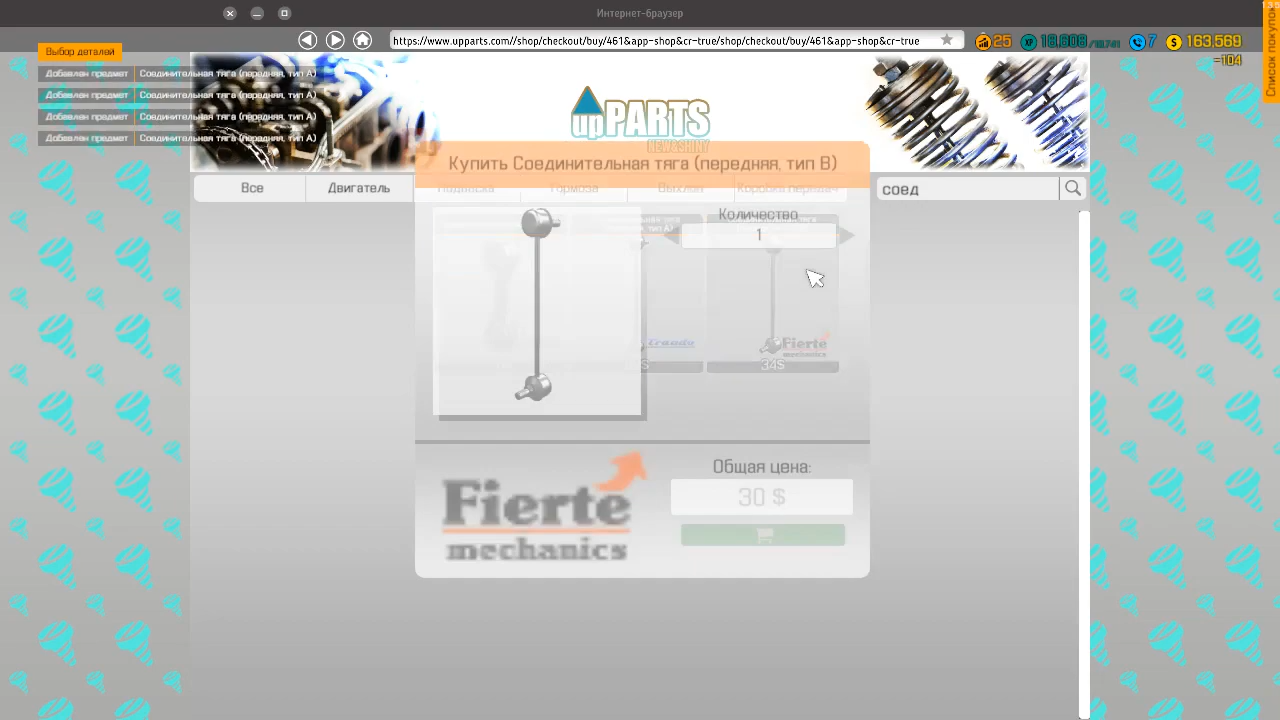 Интернет-браузер
https://www.upparts.com//shop/checkout/buy/461&app-shop&cr-true/shop/checkout/buy/461&app-shop&cr-true
25
7
163,569
-104
Список покупок
Выбор деталей
Добавлен предмет Соединительная тяга (передняя, тип A)
Добавлен предмет Соединительная тяга (передняя, тип A)
Добавлен предмет Соединительная тяга (передняя, тип A)
Добавлен предмет Соединительная тяга (передняя, тип A)
upPARTS
NEW&SHINY
Купить Соединительная тяга (передняя, тип B)
Все
Двигатель
Подвеска
Тормоза
Выхлоп
Коробка передач
соед
Количество
1
Fierte
34$
Fierte
mechanics
Общая цена:
30 $